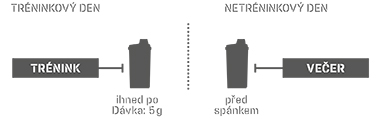 TRÉNINKOVÝ DEN
TRÉNINK
ihned po
Dávka: 5g
NETRÉNINKOVÝ DEN
VEČER
před
spánkem